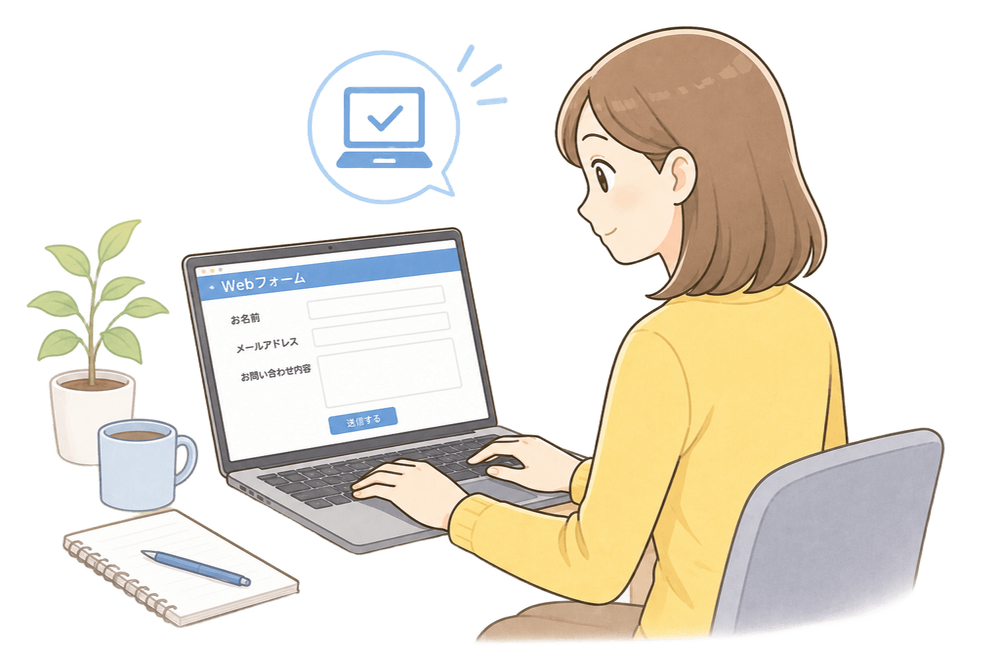 Webフォーム
お名前
メールアドレス
お問い合わせ内容
送信する